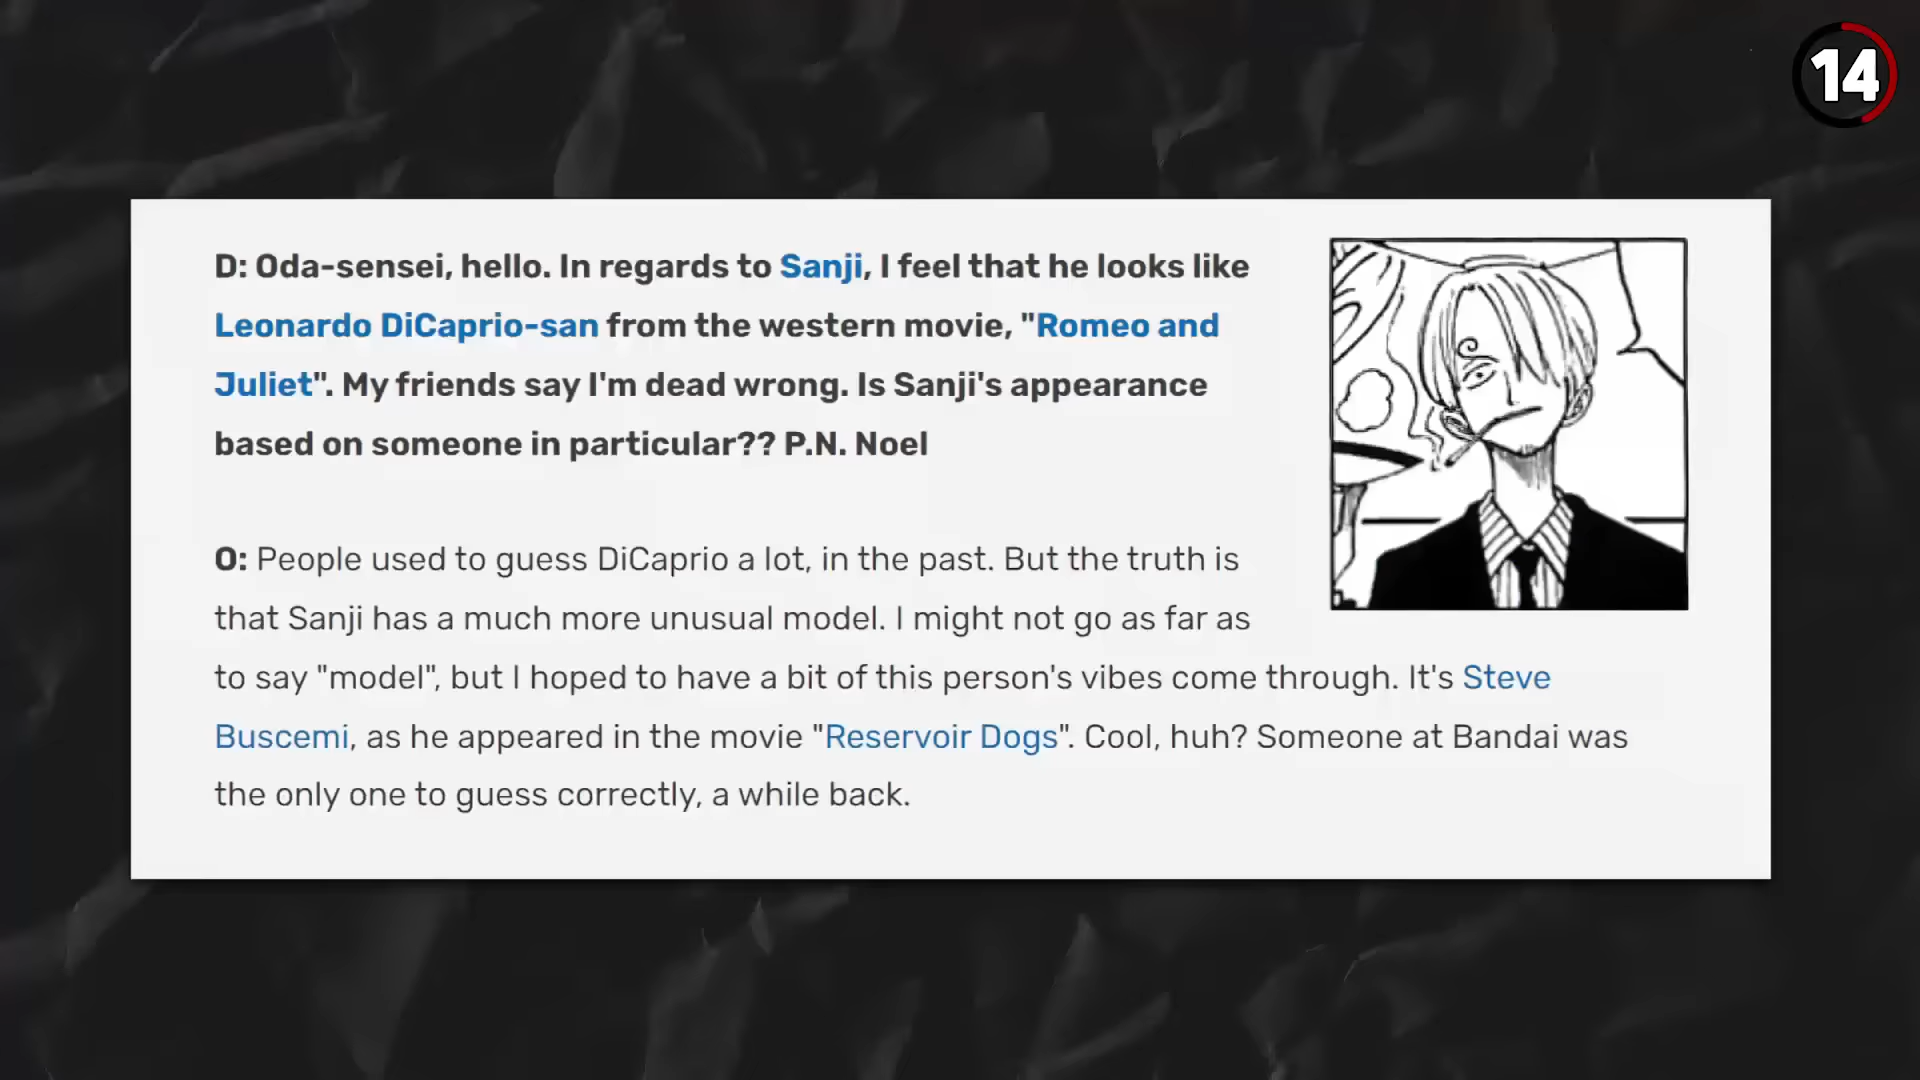 14
D: Oda-sensei, hello. In regards to Sanji, I feel that he looks like
Leonardo DiCaprio-san from the western movie, "Romeo and
Juliet". My friends say I'm dead wrong. Is Sanji's appearance
based on someone in particular?? P.N. Noel
O: People used to guess DiCaprio a lot, in the past. But the truth is
that Sanji has a much more unusual model. I might not go as far as
to say "model", but I hoped to have a bit of this person's vibes come through. It's Steve
Buscemi, as he appeared in the movie "Reservoir Dogs". Cool, huh? Someone at Bandai was
the only one to guess correctly, a while back.